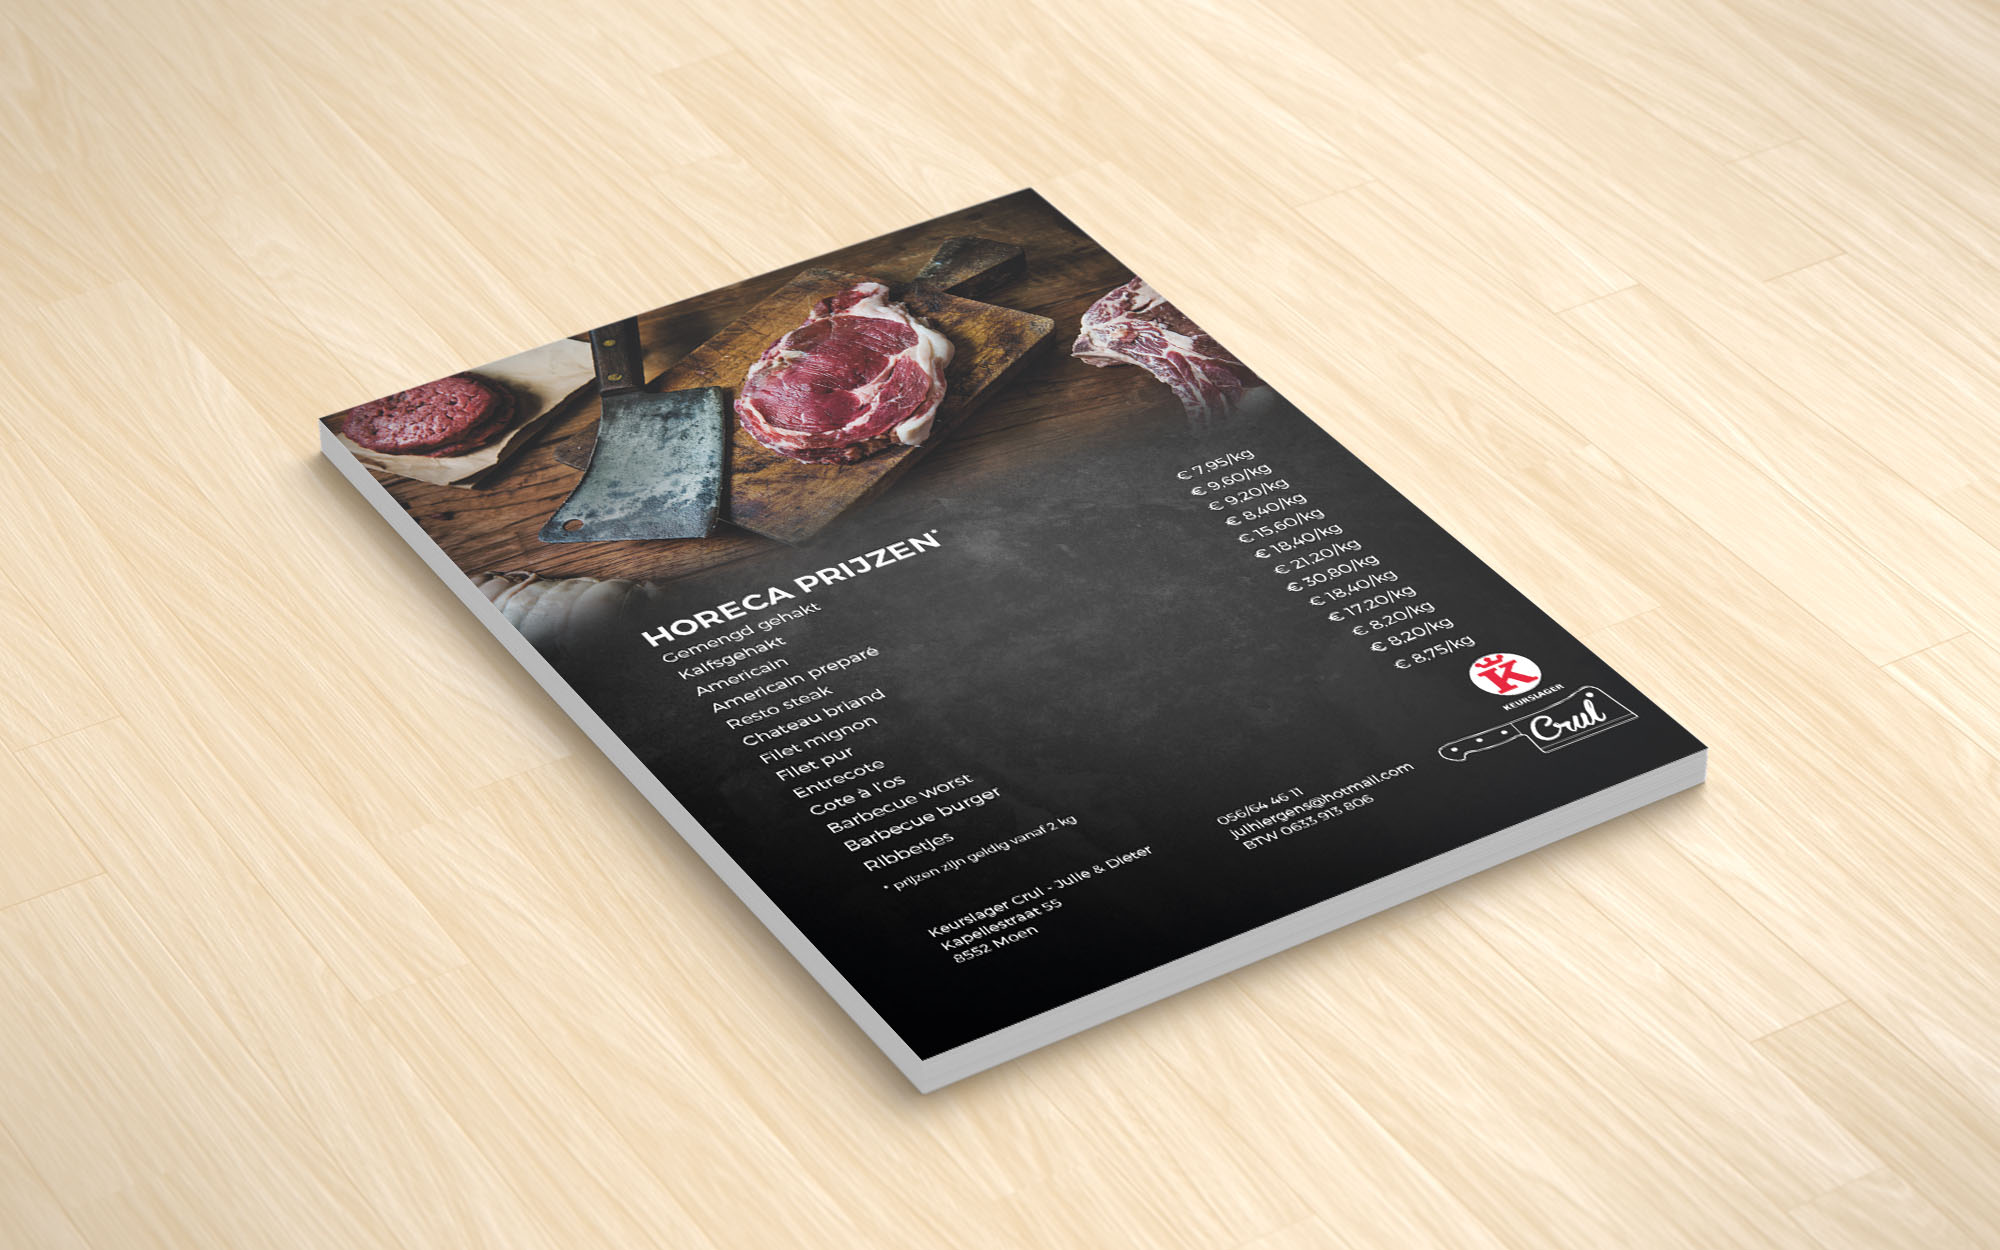 HORECA PRIJZEN*
Gemengd gehakt € 7,95/kg
Kalfsgehakt € 9,60/kg
Americain € 9,20/kg
Americain preparé € 8,40/kg
Resto steak € 15,60/kg
Chateau briand € 18,40/kg
Filet mignon € 21,20/kg
Filet pur € 30,80/kg
Entrecote € 18,40/kg
Cote à l'os € 17,20/kg
Barbecue worst € 8,20/kg
Barbecue burger € 8,20/kg
Ribbetjes € 8,75/kg
* prijzen zijn geldig vanaf 2 kg
K
KEURSLAGER
Crul
Keurslager Crul - Julie & Dieter
Kapellestraat 55
8552 Moen
056/64 46 11
julhiergens@hotmail.com
BTW 0633 913 806